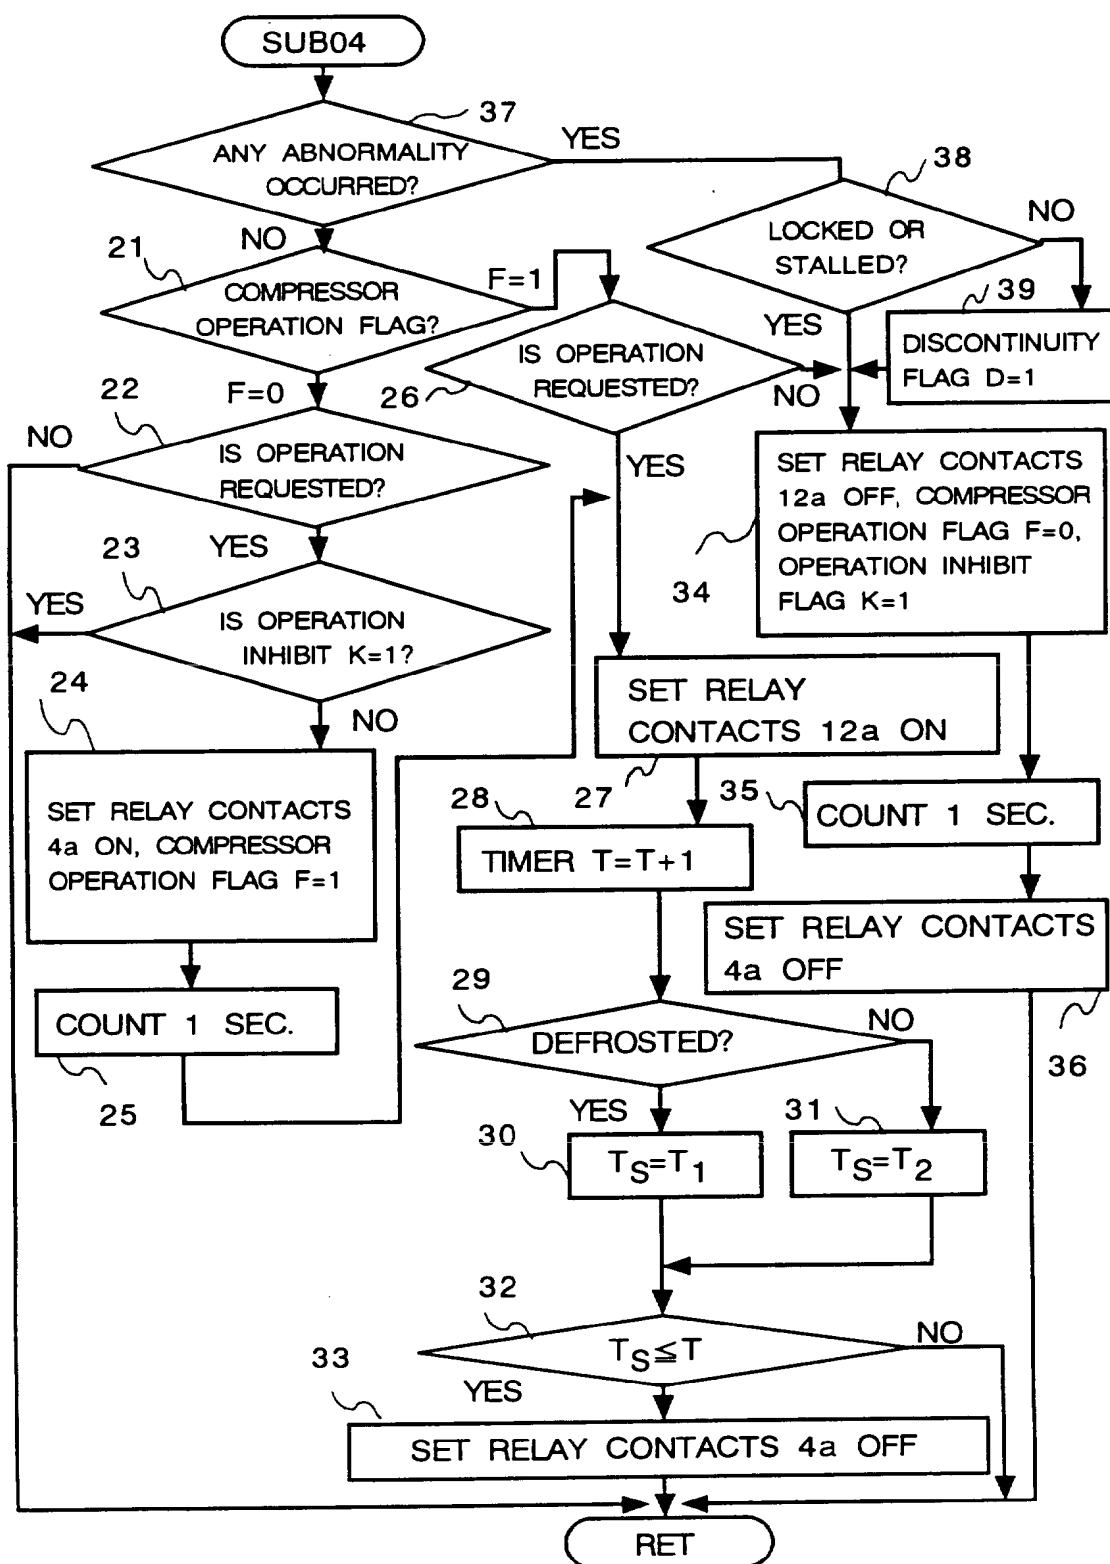 SUB04
37
ANY ABNORMALITY
OCCURRED?
YES
38
LOCKED OR
STALLED?
NO
NO
21
COMPRESSOR
OPERATION FLAG?
F=1
39
YES
DISCONTINUITY
FLAG D=1
IS OPERATION
REQUESTED?
26
NO
F=0
22
NO
IS OPERATION
REQUESTED?
YES
SET RELAY CONTACTS
12a OFF, COMPRESSOR
OPERATION FLAG F=0,
OPERATION INHIBIT
FLAG K=1
34
YES
23
YES
IS OPERATION
INHIBIT K=1?
24
NO
SET RELAY
CONTACTS 12a ON
27
35
COUNT 1 SEC.
28
TIMER T=T+1
SET RELAY CONTACTS
4a ON, COMPRESSOR
OPERATION FLAG F=1
SET RELAY CONTACTS
4a OFF
36
COUNT 1 SEC.
25
29
DEFROSTED?
NO
YES
30
TS=T1
31
TS=T2
32
TS≦T
NO
33
YES
SET RELAY CONTACTS 4a OFF
RET